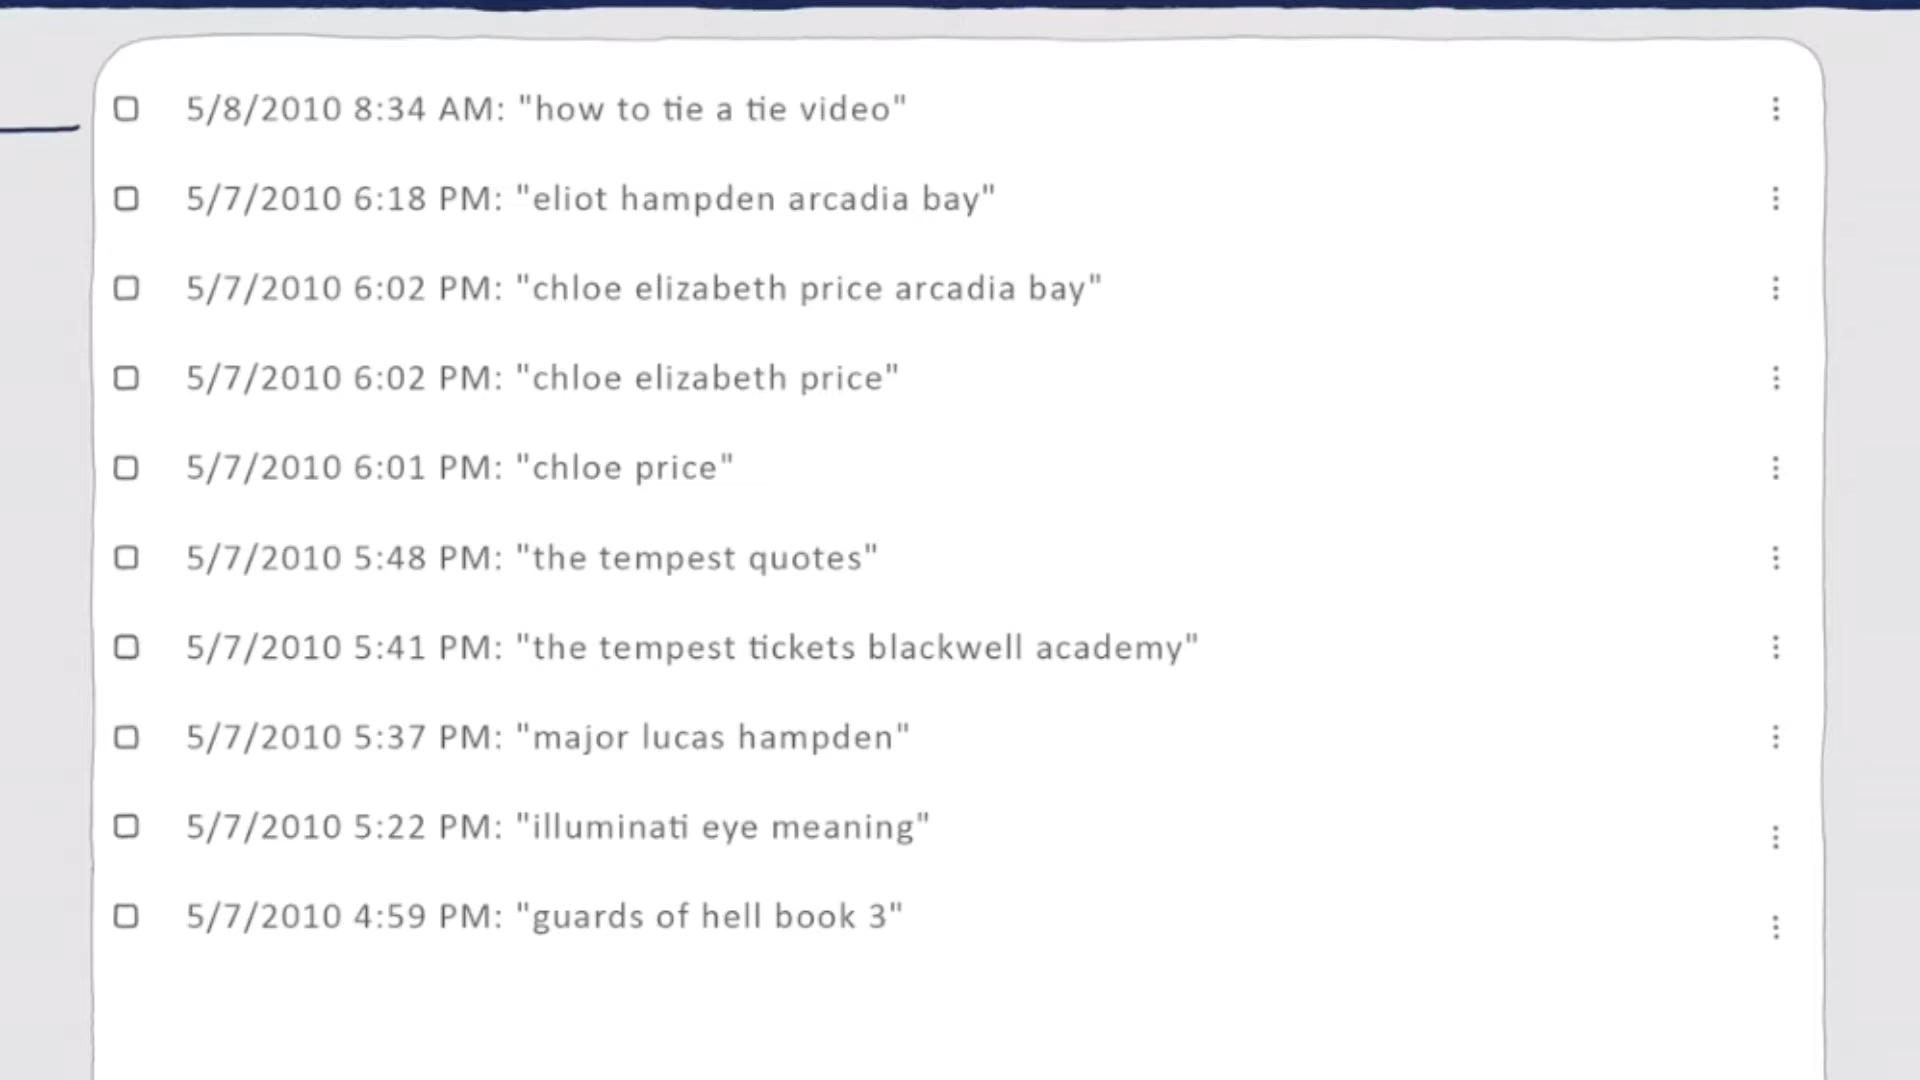 5/8/2010 8:34 AM: "how to tie a tie video"
5/7/2010 6:18 PM: "eliot hampden arcadia bay"
5/7/2010 6:02 PM: "chloe elizabeth price arcadia bay"
5/7/2010 6:02 PM: "chloe elizabeth price"
5/7/2010 6:01 PM: "chloe price"
5/7/2010 5:48 PM: "the tempest quotes"
5/7/2010 5:41 PM: "the tempest tickets blackwell academy"
5/7/2010 5:37 PM: "major lucas hampden"
5/7/2010 5:22 PM: "illuminati eye meaning"
5/7/2010 4:59 PM: "guards of hell book 3"